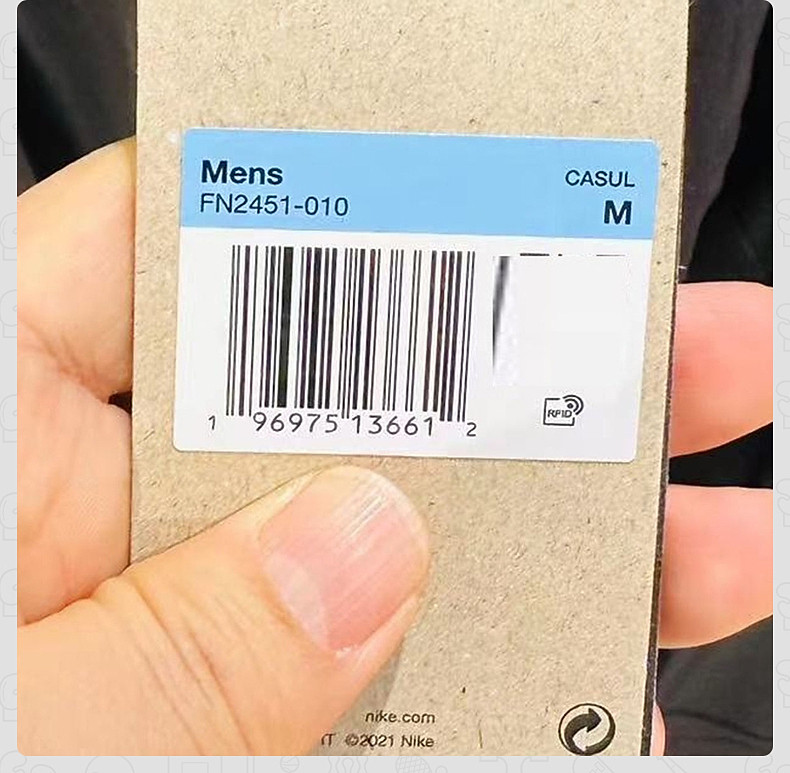 Mens
CASUL
FN2451-010
M
1 96975 13661 2
RFID
nike.com
©2021 Nike